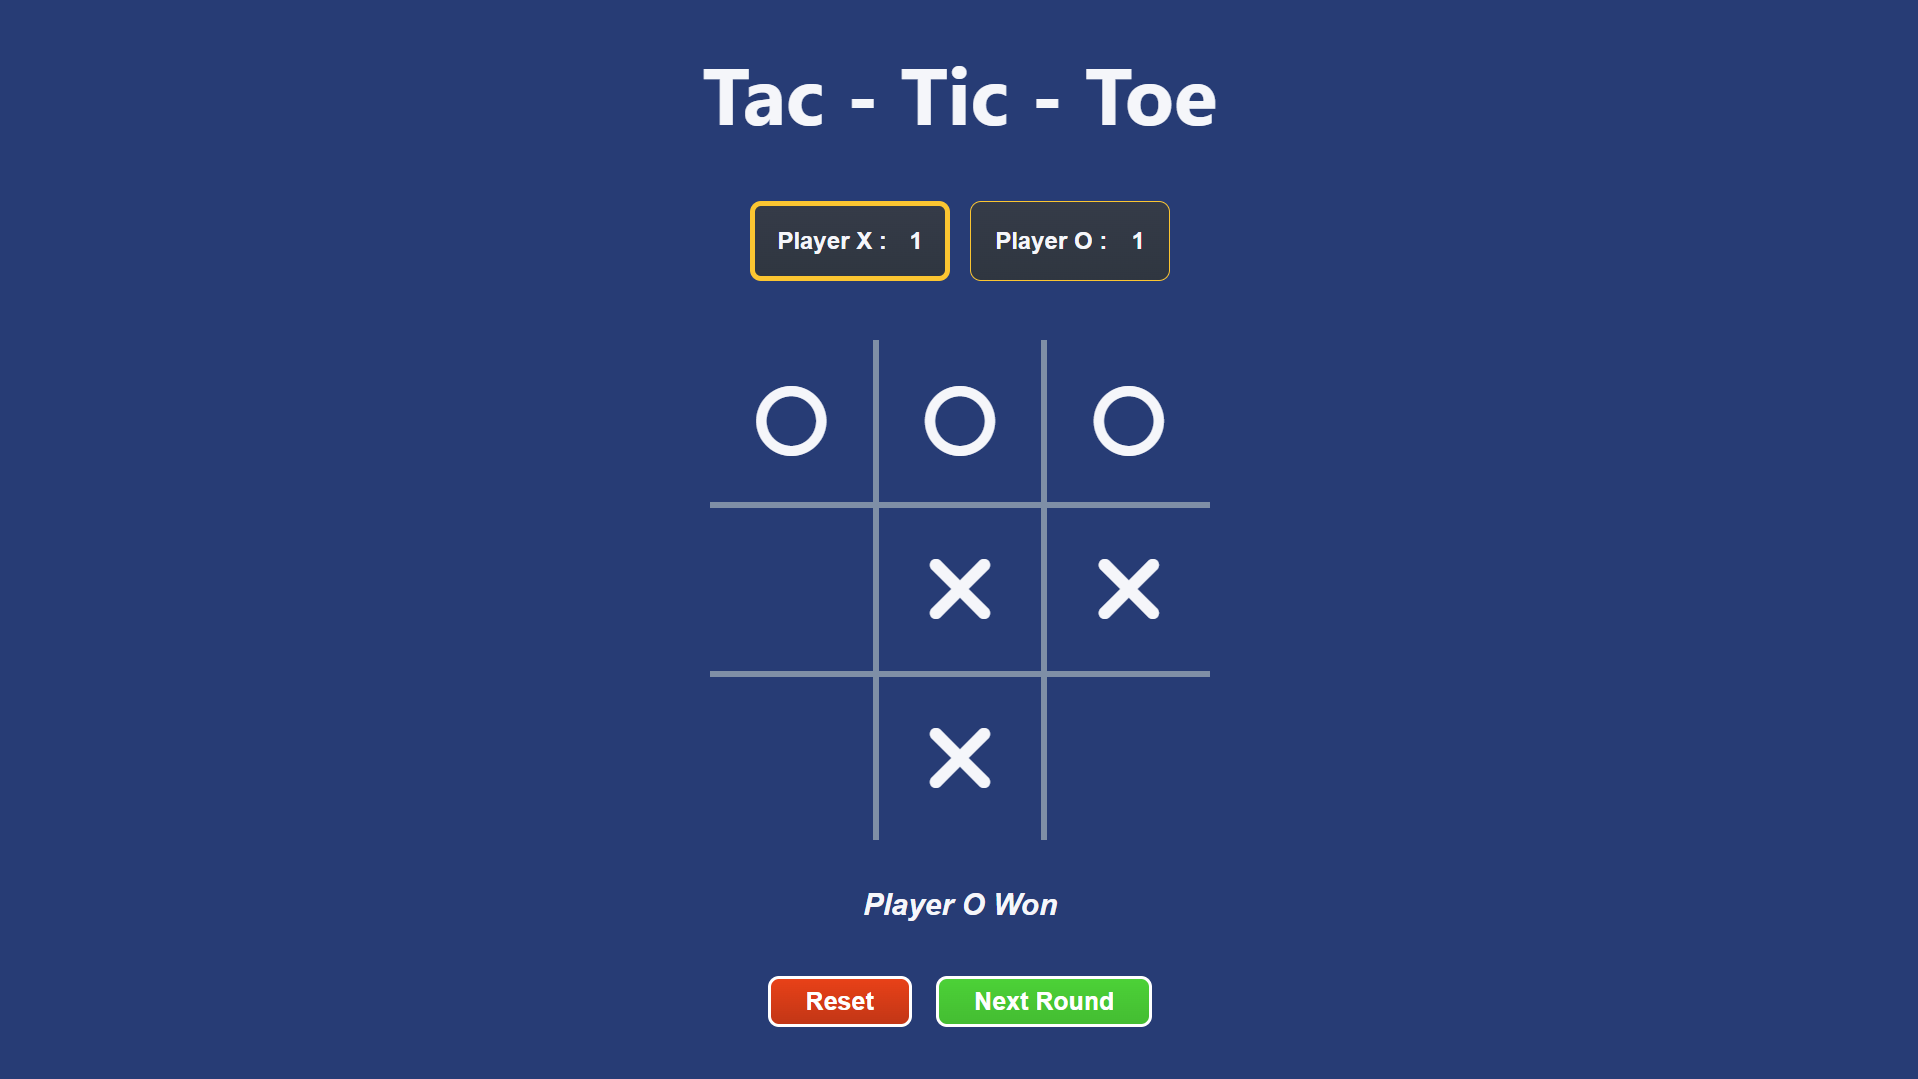 Tac - Tic - Toe
Player X : 1
Player O : 1
Player O Won
Reset
Next Round